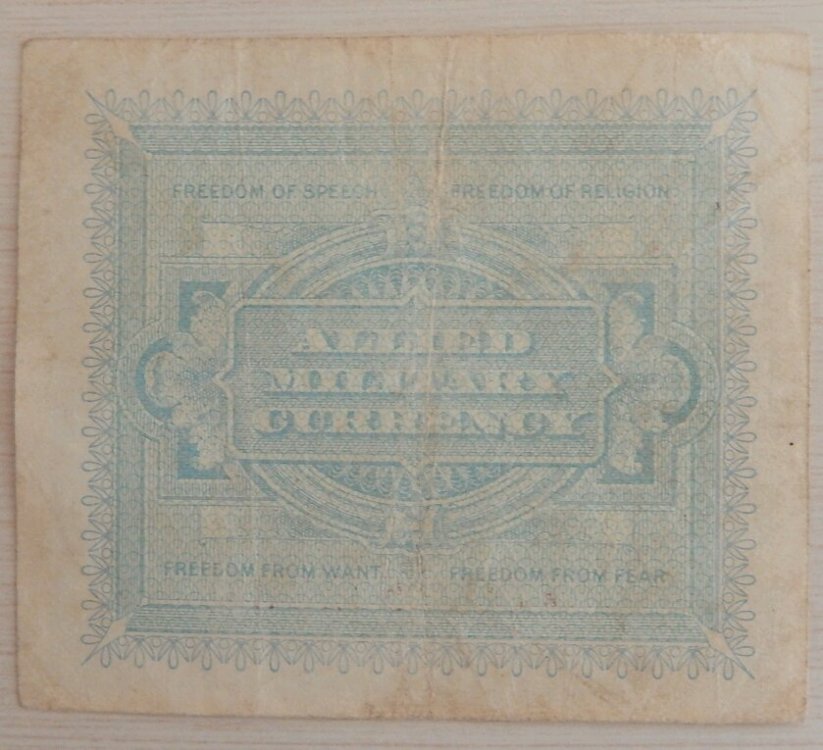 FREEDOM OF SPEECH FREEDOM OF RELIGION
ALLIED
MILITARY
CURRENCY
FREEDOM FROM WANT FREEDOM FROM FEAR